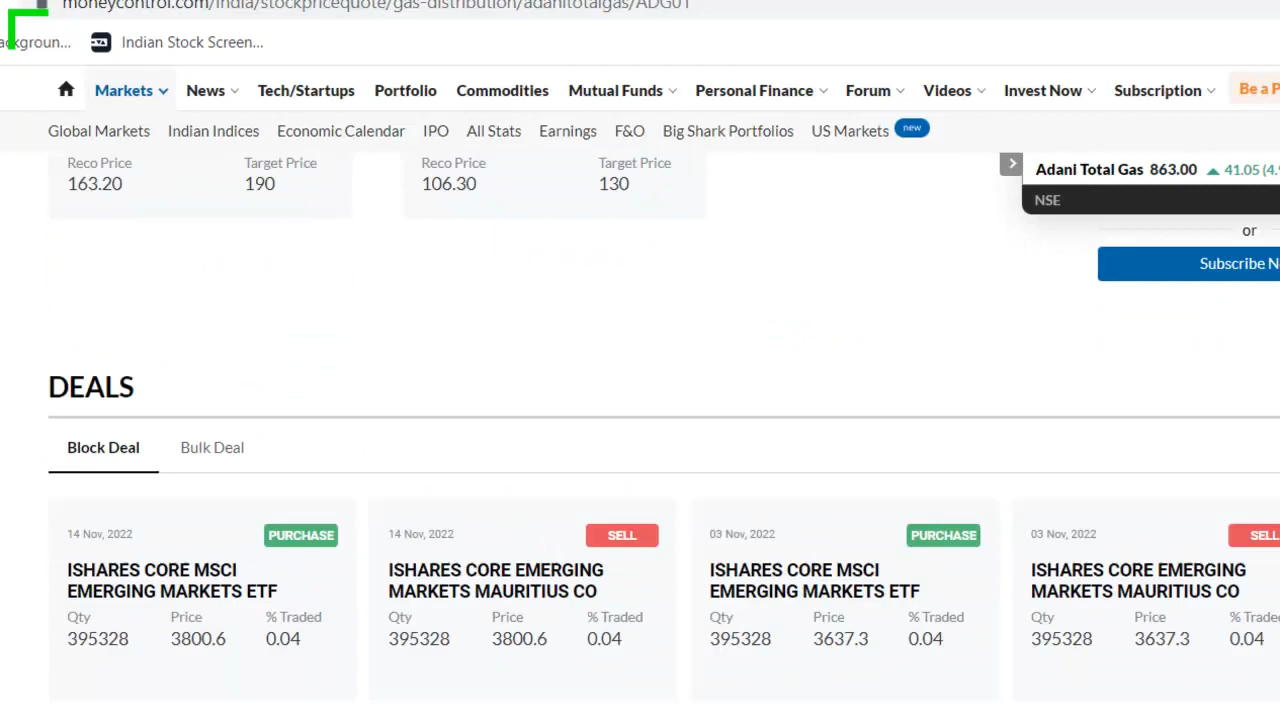 moneycontrol.com/india/stockpricequote/gas-distribution/adanitotalgas/ADG01
Indian Stock Screen...
Markets News Tech/Startups Portfolio Commodities Mutual Funds Personal Finance Forum Videos Invest Now Subscription Be a P
Global Markets Indian Indices Economic Calendar IPO All Stats Earnings F&O Big Shark Portfolios US Markets new
Reco Price Target Price Reco Price Target Price
163.20 190 106.30 130
Adani Total Gas 863.00 41.05 (4.9
NSE
or
Subscribe N
DEALS
Block Deal Bulk Deal
14 Nov, 2022 PURCHASE 14 Nov, 2022 SELL 03 Nov, 2022 PURCHASE 03 Nov, 2022 SELL
ISHARES CORE MSCI ISHARES CORE EMERGING ISHARES CORE MSCI ISHARES CORE EMERGING
EMERGING MARKETS ETF MARKETS MAURITIUS CO EMERGING MARKETS ETF MARKETS MAURITIUS CO
Qty Price % Traded Qty Price % Traded Qty Price % Traded Qty Price % Traded
395328 3800.6 0.04 395328 3800.6 0.04 395328 3637.3 0.04 395328 3637.3 0.04